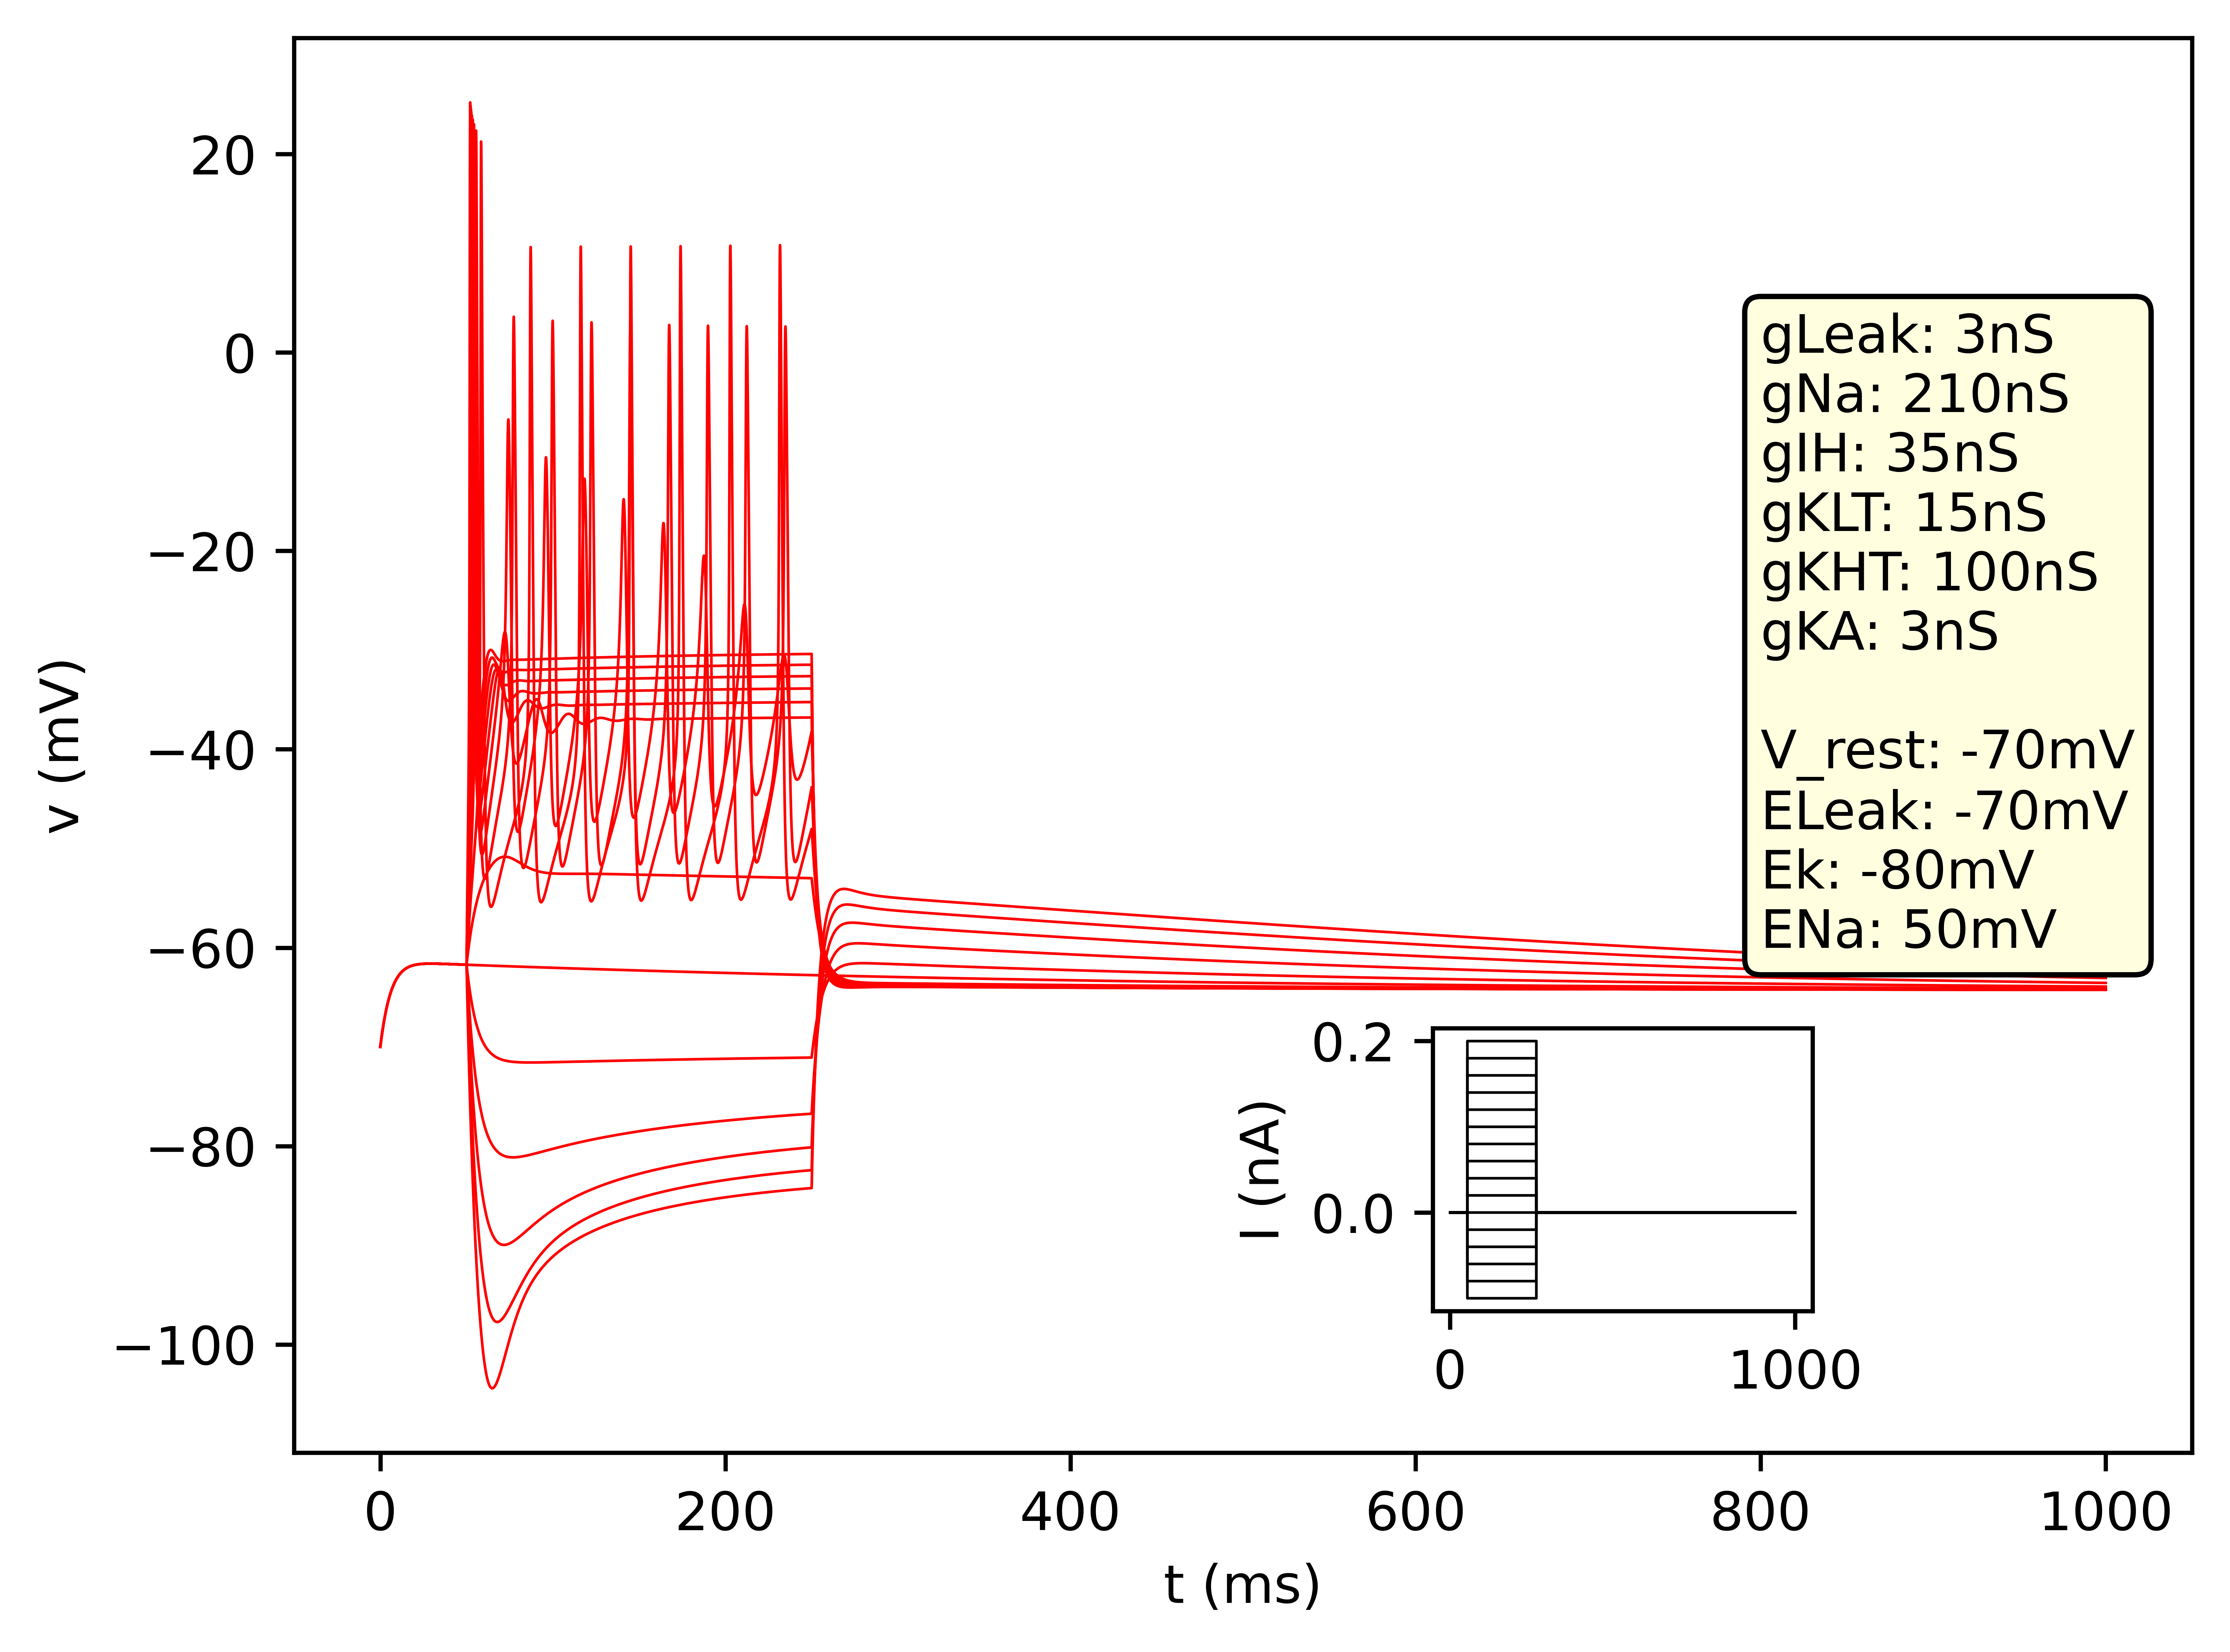 20
0
−20
−40
−60
−80
−100
v (mV)
gLeak: 3nS
gNa: 210nS
gIH: 35nS
gKLT: 15nS
gKHT: 100nS
gKA: 3nS
V_rest: -70mV
ELeak: -70mV
Ek: -80mV
ENa: 50mV
0.2
0.0
I (nA)
0 1000
0 200 400 600 800 1000
t (ms)